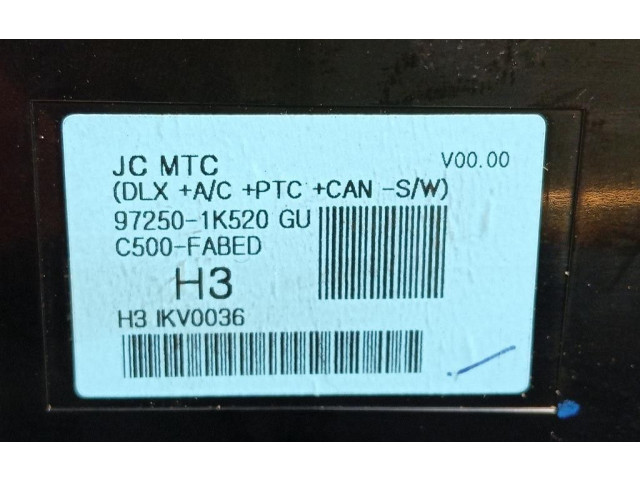 JC MTC V00.00
(DLX +A/C +PTC +CAN -S/W)
97250-1K520 GU
C500-FABED
H3
H3 IKV0036